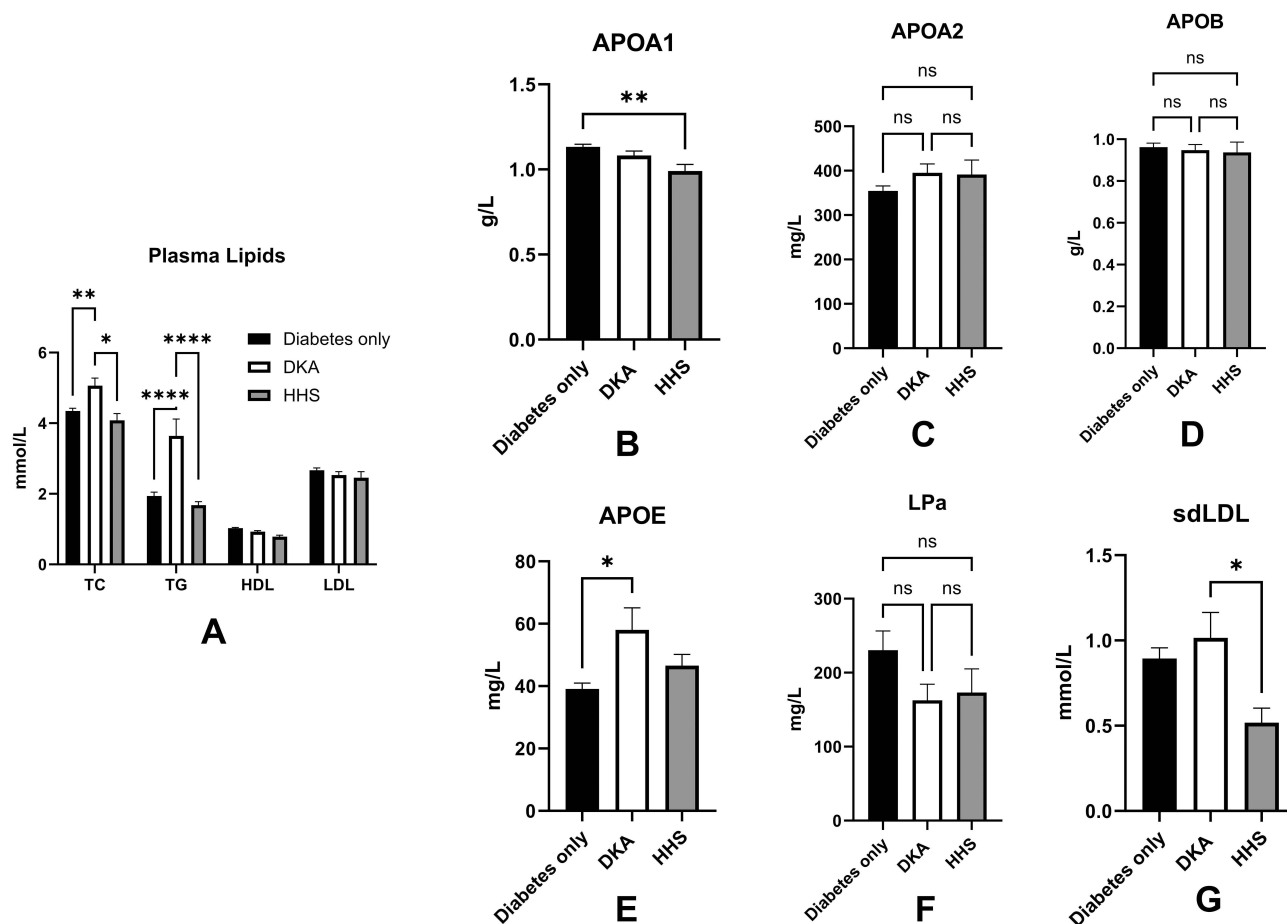 Plasma Lipids
**
*
****
****
Diabetes only
DKA
HHS
6
4
2
0
mmol/L
TC
TG
HDL
LDL
A
APOA1
**
1.5
1.0
0.5
0.0
g/L
Diabetes only
DKA
HHS
B
APOA2
ns
ns
ns
500
400
300
200
100
0
mg/L
Diabetes only
DKA
HHS
C
APOB
ns
ns
ns
1.0
0.8
0.6
0.4
0.2
0.0
g/L
Diabetes only
DKA
HHS
D
APOE
*
80
60
40
20
0
mg/L
Diabetes only
DKA
HHS
E
LPa
ns
ns
ns
300
200
100
0
mg/L
Diabetes only
DKA
HHS
F
sdLDL
*
1.5
1.0
0.5
0.0
mmol/L
Diabetes only
DKA
HHS
G